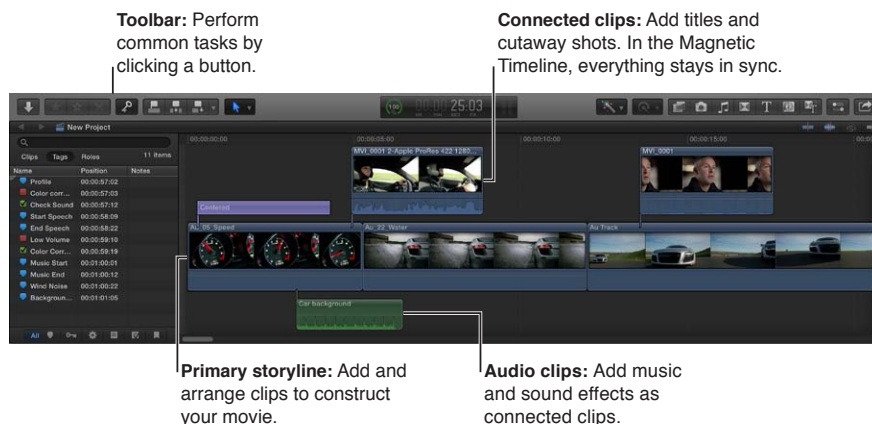 Toolbar: Perform
common tasks by
clicking a button.
Connected clips: Add titles and
cutaway shots. In the Magnetic
Timeline, everything stays in sync.
100
00:00 25:03
New Project
Clips Tags Roles 11 items
Name Position Notes
Profile 00:00:57:02
Color corr... 00:00:57:03
Check Sound 00:00:57:12
Start Speech 00:00:58:09
End Speech 00:00:58:22
Low Volume 00:00:59:10
Color Corr... 00:00:59:19
Music Start 00:01:00:01
Music End 00:01:00:12
Wind Noise 00:01:00:22
Backgroun... 00:01:01:05
All
00:00:00:00 00:00:05:00 00:00:10:00 00:00:15:00
MVI_0001 2-Apple ProRes 422 1280... MVI_0001
Centered
Au_05_Speed Au_22_Water Au Track
Car background
Primary storyline: Add and
arrange clips to construct
your movie.
Audio clips: Add music
and sound effects as
connected clips.